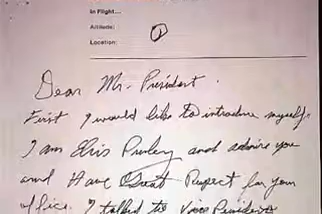 In Flight...
Altitude:
Location:
Dear Mr. President.
First I would like to introduce myself.
I am Elvis Presley and admire you
and Have Great Respect for your
office. I talked to Vice President